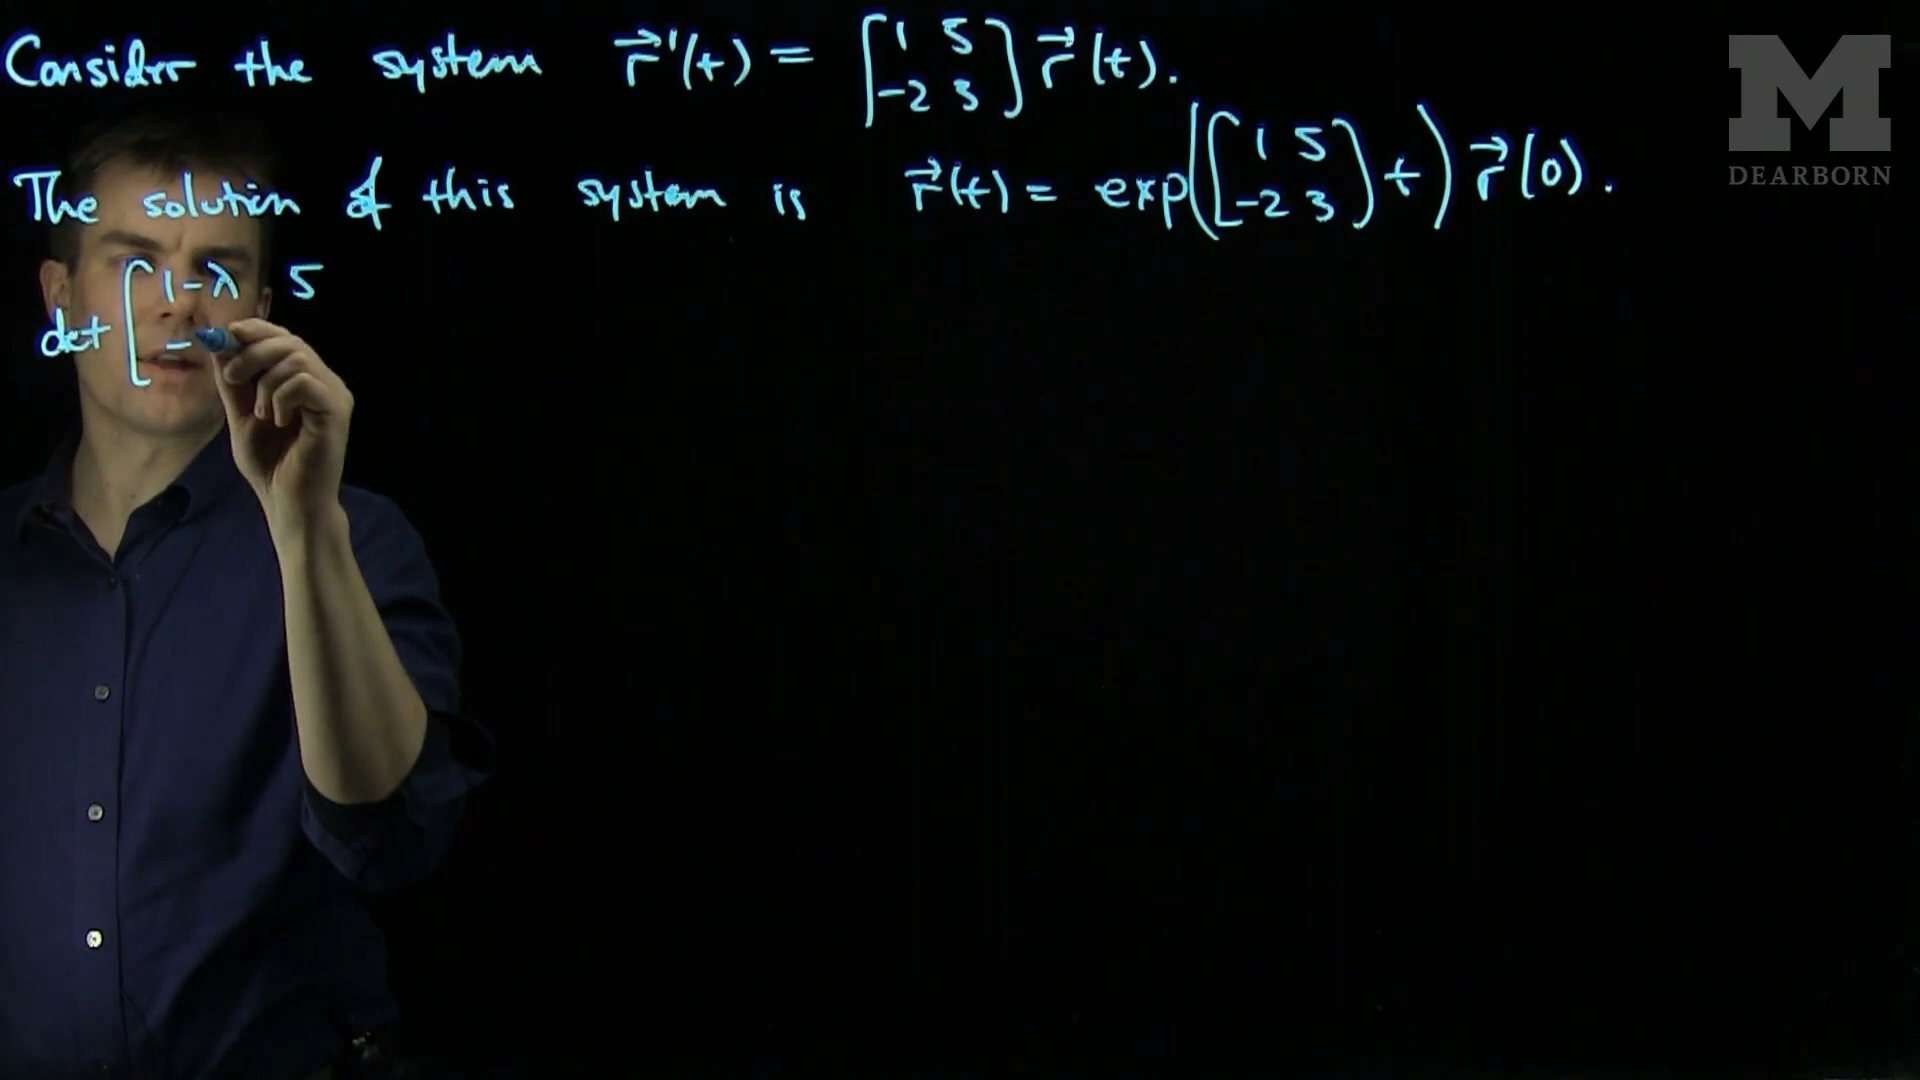 Consider the system r⃗'(t) = [1 5; -2 3] r⃗(t).
The solution of this system is r⃗(t) = exp([1 5; -2 3] t) r⃗(0).
det [1-λ 5
-
M
DEARBORN